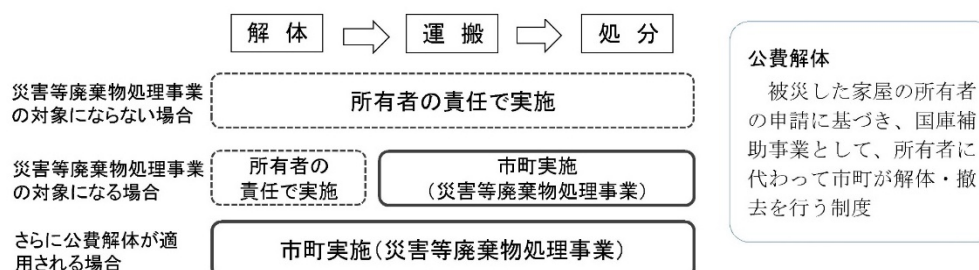 解 体
運 搬
処 分
災害等廃棄物処理事業
の対象にならない場合
所有者の責任で実施
災害等廃棄物処理事業
の対象になる場合
所有者の
責任で実施
市町実施
(災害等廃棄物処理事業)
さらに公費解体が適
用される場合
市町実施(災害等廃棄物処理事業)
公費解体
被災した家屋の所有者
の申請に基づき、国庫補
助事業として、所有者に
代わって市町が解体・撤
去を行う制度